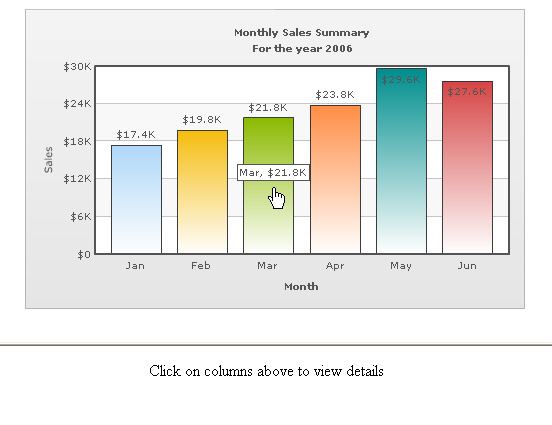 Monthly Sales Summary
For the year 2006
$30K
$24K
$18K
$12K
$6K
$0
Sales
$17.4K
$19.8K
$21.8K
$23.8K
$29.6K
$27.6K
Mar, $21.8K
Jan Feb Mar Apr May Jun
Month
Click on columns above to view details